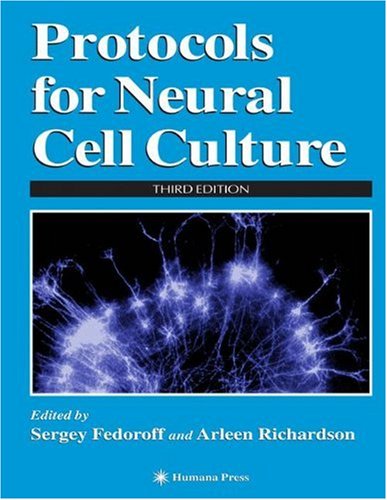 Protocols
for Neural
Cell Culture
THIRD EDITION
Edited by
Sergey Fedoroff and Arleen Richardson
Humana Press